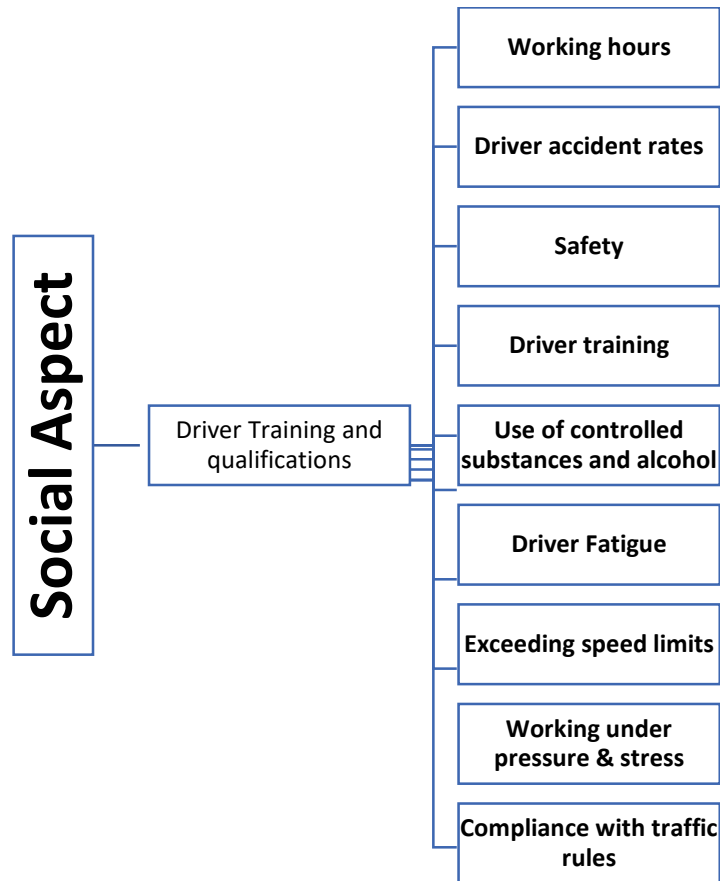 Social Aspect
Driver Training and
qualifications
Working hours
Driver accident rates
Safety
Driver training
Use of controlled
substances and alcohol
Driver Fatigue
Exceeding speed limits
Working under
pressure & stress
Compliance with traffic
rules